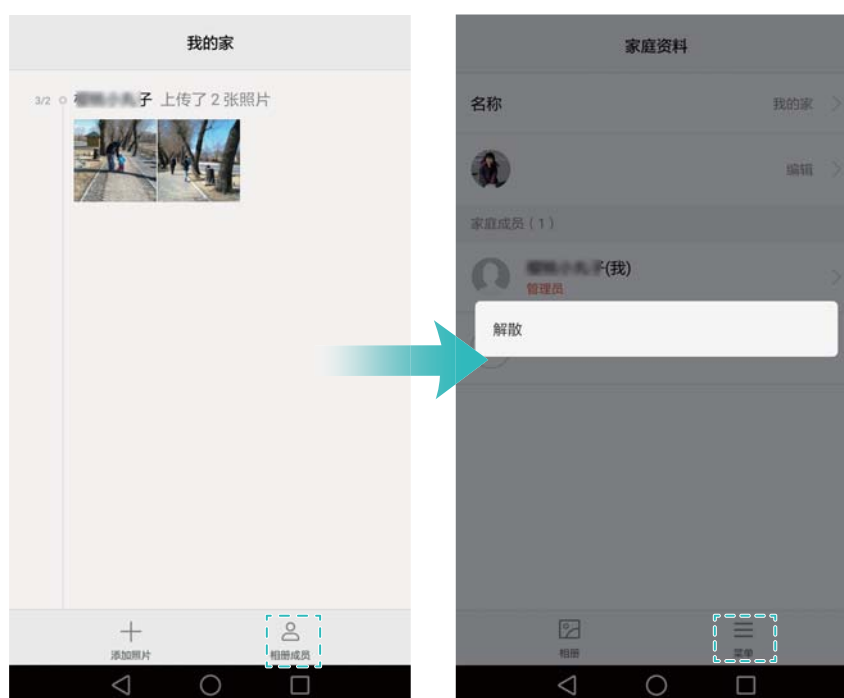 我的家
3/2
子 上传了 2 张照片
添加照片
相册成员
家庭资料
名称
我的家
编辑
家庭成员（1）
子(我)
管理员
解散
相册
菜单